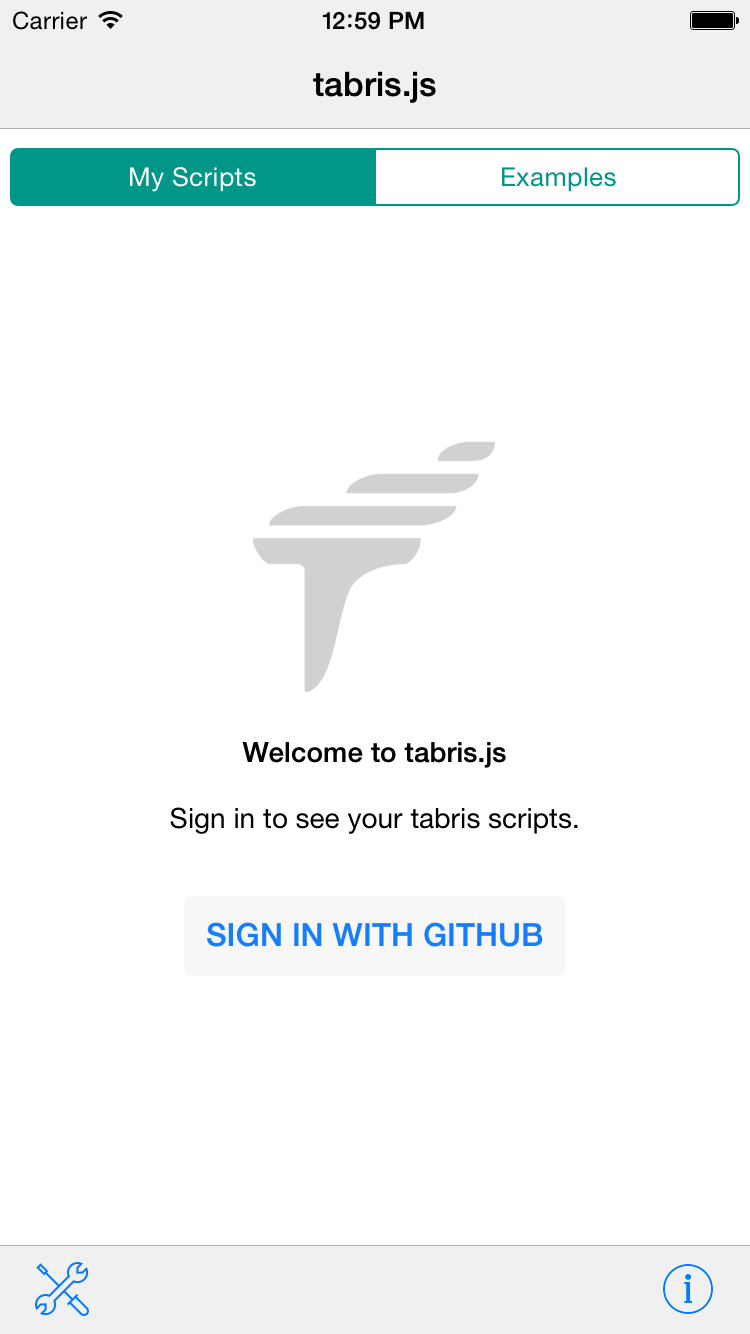 Carrier 12:59 PM
tabris.js
My Scripts Examples
Welcome to tabris.js
Sign in to see your tabris scripts.
SIGN IN WITH GITHUB
i